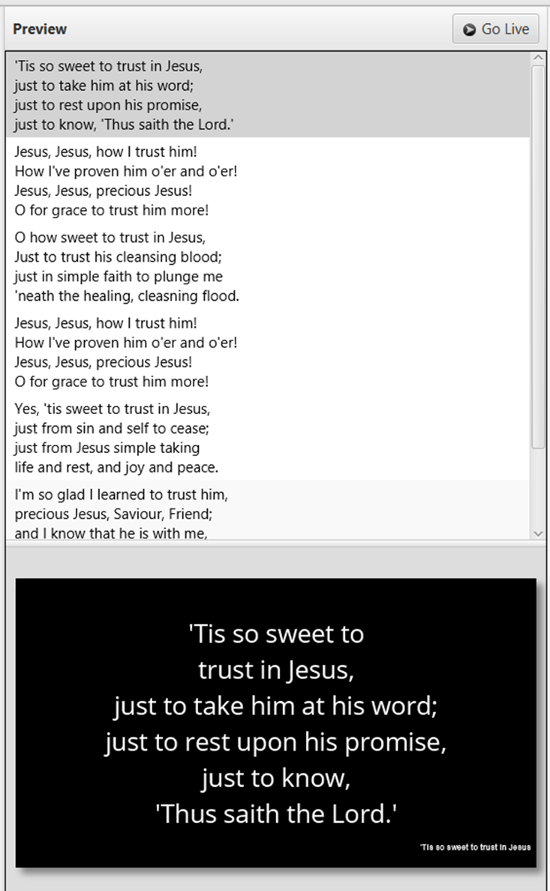 Preview
Go Live
'Tis so sweet to trust in Jesus,
just to take him at his word;
just to rest upon his promise,
just to know, 'Thus saith the Lord.'
Jesus, Jesus, how I trust him!
How I've proven him o'er and o'er!
Jesus, Jesus, precious Jesus!
O for grace to trust him more!
O how sweet to trust in Jesus,
Just to trust his cleansing blood;
just in simple faith to plunge me
'neath the healing, cleasning flood.
Jesus, Jesus, how I trust him!
How I've proven him o'er and o'er!
Jesus, Jesus, precious Jesus!
O for grace to trust him more!
Yes, 'tis sweet to trust in Jesus,
just from sin and self to cease;
just from Jesus simple taking
life and rest, and joy and peace.
I'm so glad I learned to trust him,
precious Jesus, Saviour, Friend;
and I know that he is with me,
'Tis so sweet to
trust in Jesus,
just to take him at his word;
just to rest upon his promise,
just to know,
'Thus saith the Lord.'
'Tis so sweet to trust in Jesus